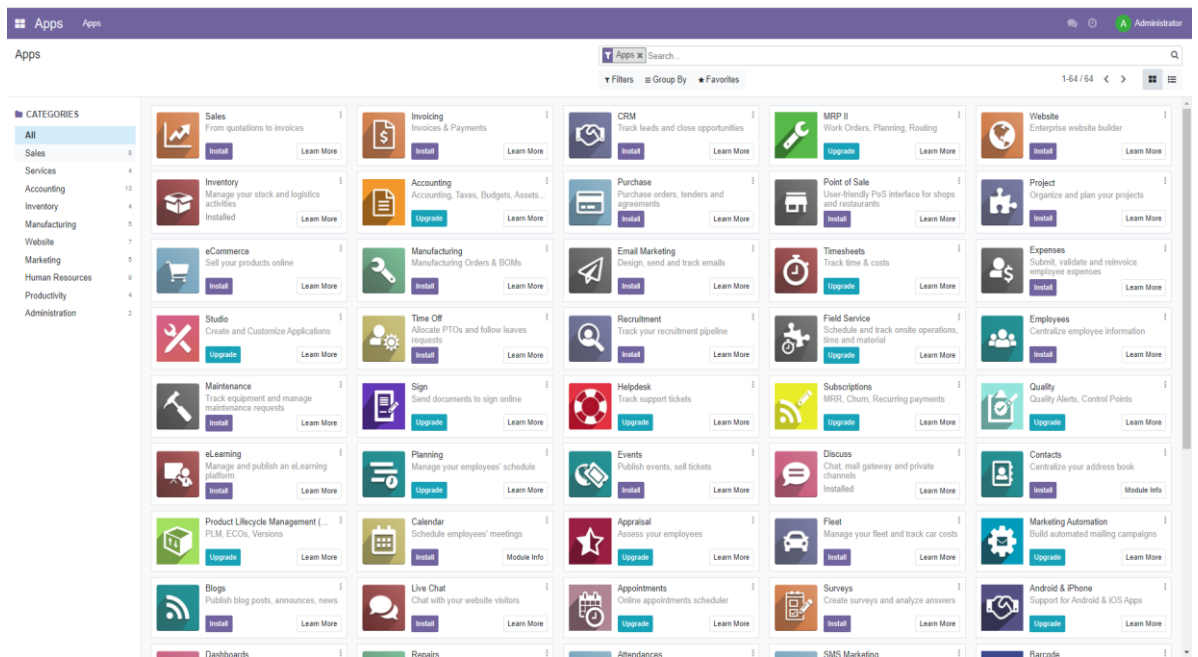 Apps Apps Administrator
A
Apps
Apps × Search...
Filters Group By Favorites
1-64 / 64
CATEGORIES
All
Sales 8
Services 4
Accounting 13
Inventory 4
Manufacturing 5
Website 7
Marketing 5
Human Resources
Productivity 4
Administration 2
Sales
From quotations to invoices
Install Learn More
Invoicing
Invoices & Payments
Install Learn More
CRM
Track leads and close opportunities
Install Learn More
MRP II
Work Orders, Planning, Routing
Upgrade Learn More
Website
Enterprise website builder
Install Learn More
Inventory
Manage your stock and logistics
activities
Installed Learn More
Accounting
Accounting, Taxes, Budgets, Assets...
Upgrade Learn More
Purchase
Purchase orders, tenders and
agreements
Install Learn More
Point of Sale
User-friendly PoS interface for shops
and restaurants
Install Learn More
Project
Organize and plan your projects
Install Learn More
eCommerce
Sell your products online
Install Learn More
Manufacturing
Manufacturing Orders & BOMs
Install Learn More
Email Marketing
Design, send and track emails
Install Learn More
Timesheets
Track time & costs
Upgrade Learn More
Expenses
Submit, validate and reinvoice
employee expenses
Install Learn More
Studio
Create and Customize Applications
Upgrade Learn More
Time Off
Allocate PTOs and follow leaves
requests
Install Learn More
Recruitment
Track your recruitment pipeline
Install Learn More
Field Service
Schedule and track onsite operations,
time and material
Upgrade Learn More
Employees
Centralize employee information
Install Learn More
Maintenance
Track equipment and manage
maintenance requests
Install Learn More
Sign
Send documents to sign online
Upgrade Learn More
Helpdesk
Track support tickets
Upgrade Learn More
Subscriptions
MRR, Churn, Recurring payments
Upgrade Learn More
Quality
Quality Alerts, Control Points
Upgrade Learn More
eLearning
Manage and publish an eLearning
platform
Install Learn More
Planning
Manage your employees' schedule
Upgrade Learn More
Events
Publish events, sell tickets
Install Learn More
Discuss
Chat, mail gateway and private
channels
Installed Learn More
Contacts
Centralize your address book
Install Module Info
Product Lifecycle Management (...
PLM, ECOs, Versions
Upgrade Learn More
Calendar
Schedule employees' meetings
Install Module Info
Appraisal
Assess your employees
Upgrade Learn More
Fleet
Manage your fleet and track car costs
Install Learn More
Marketing Automation
Build automated mailing campaigns
Upgrade Learn More
Blogs
Publish blog posts, announces, news
Install Learn More
Live Chat
Chat with your website visitors
Install Learn More
Appointments
Online appointments scheduler
Upgrade Learn More
Surveys
Create surveys and analyze answers
Install Learn More
Android & iPhone
Support for Android & iOS Apps
Upgrade Learn More
Dashboards
Repairs
Attendances
SMS Marketing
Barcode